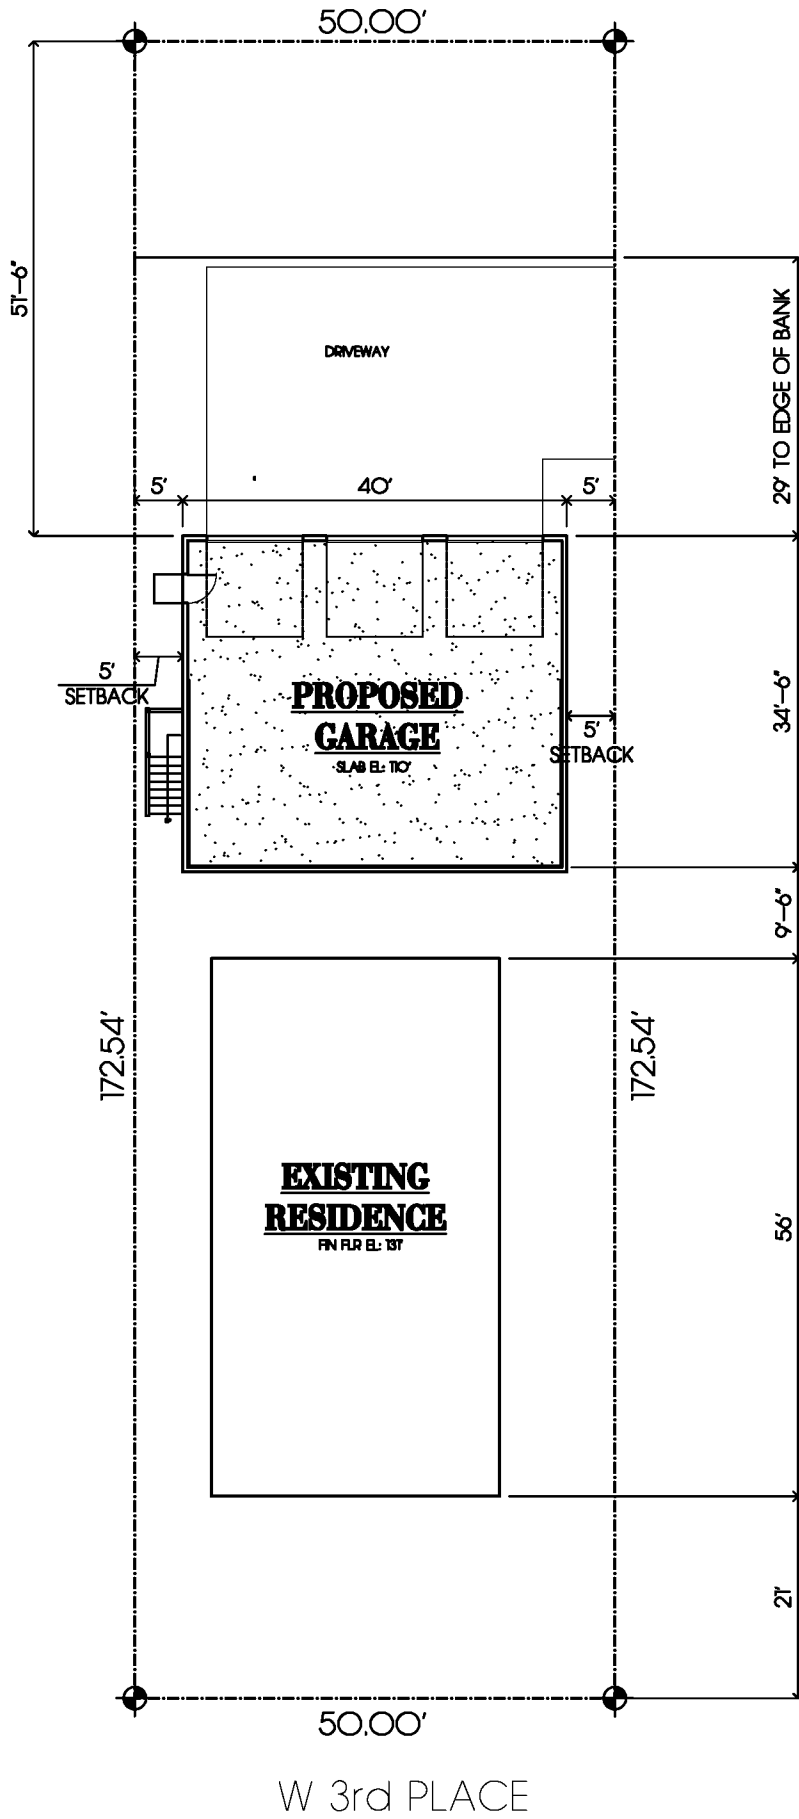 50.00'
51'-6"
29' TO EDGE OF BANK
DRIVEWAY
5'
40'
5'
5'
SETBACK
PROPOSED
GARAGE
SLAB EL: 110'
5'
SETBACK
34'-6"
9'-6"
172.54'
172.54'
EXISTING
RESIDENCE
FIN FLR EL: 131'
56'
21'
50.00'
W 3rd PLACE